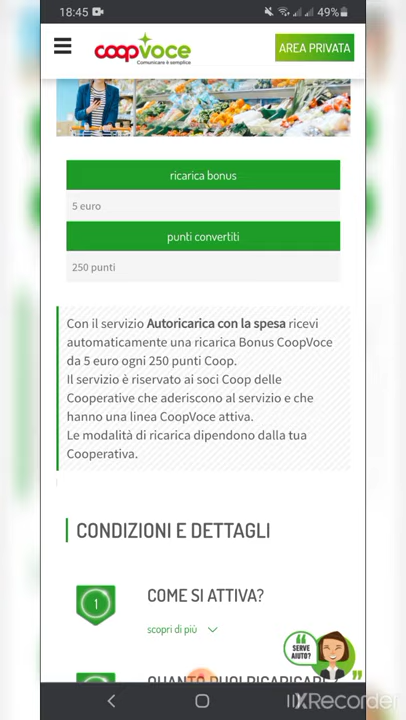 18:45
49%
coopvoce
Comunicare è semplice
AREA PRIVATA
ricarica bonus
5 euro
punti convertiti
250 punti
Con il servizio Autoricarica con la spesa ricevi
automaticamente una ricarica Bonus CoopVoce
da 5 euro ogni 250 punti Coop.
Il servizio è riservato ai soci Coop delle
Cooperative che aderiscono al servizio e che
hanno una linea CoopVoce attiva.
Le modalità di ricarica dipendono dalla tua
Cooperativa.
CONDIZIONI E DETTAGLI
1
COME SI ATTIVA?
scopri di più
SERVE
AIUTO?
QUANTO PUOI RICARICARE
XRecorder